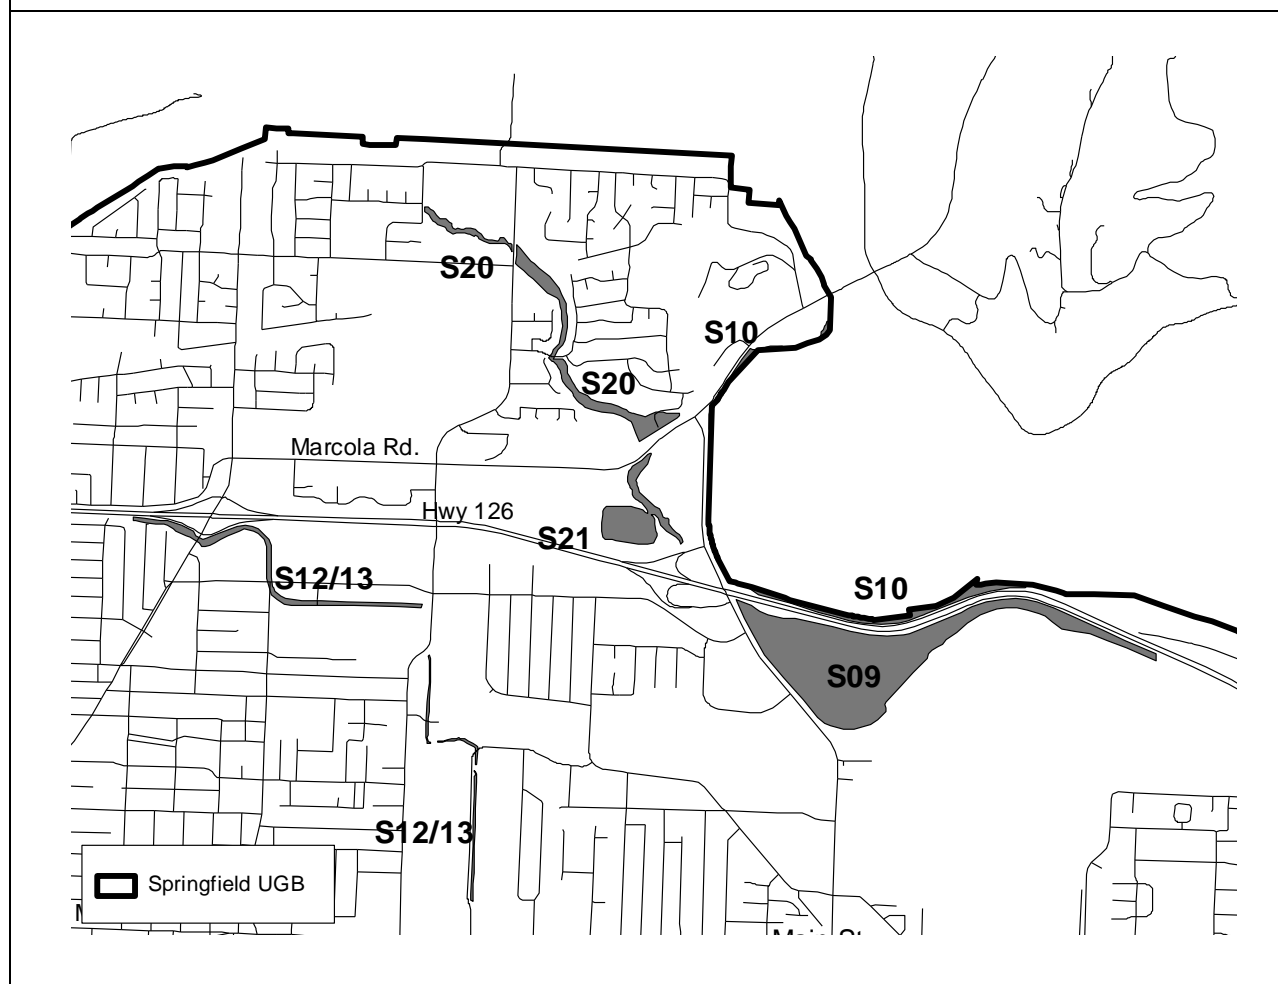 S20
S10
S20
Marcola Rd.
Hwy 126
S21
S12/13
S10
S09
S12/13
Springfield UGB